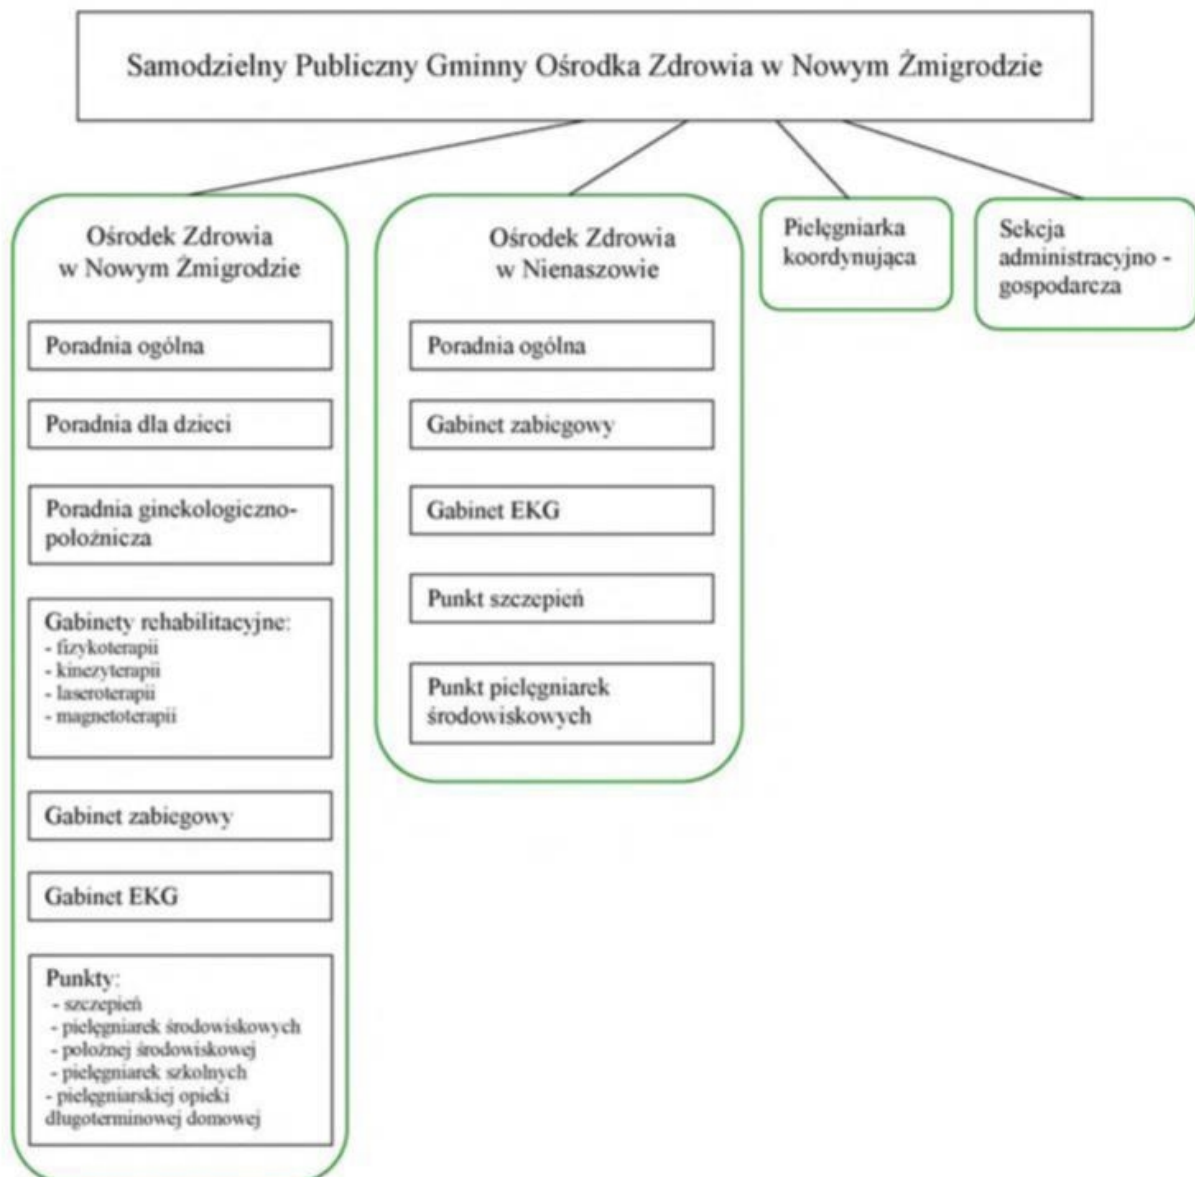 Samodzielny Publiczny Gminny Ośrodka Zdrowia w Nowym Żmigrodzie
Ośrodek Zdrowia
w Nowym Żmigrodzie
Poradnia ogólna
Poradnia dla dzieci
Poradnia ginekologiczno-
położnicza
Gabinety rehabilitacyjne:
- fizykoterapii
- kinezyterapii
- laseroterapii
- magnetoterapii
Gabinet zabiegowy
Gabinet EKG
Punkty:
- szczepień
- pielęgniarek środowiskowych
- położnej środowiskowej
- pielęgniarek szkolnych
- pielęgniarskiej opieki
długoterminowej domowej
Ośrodek Zdrowia
w Nienaszowie
Poradnia ogólna
Gabinet zabiegowy
Gabinet EKG
Punkt szczepień
Punkt pielęgniarek
środowiskowych
Pielęgniarka
koordynująca
Sekcja
administracyjno -
gospodarcza